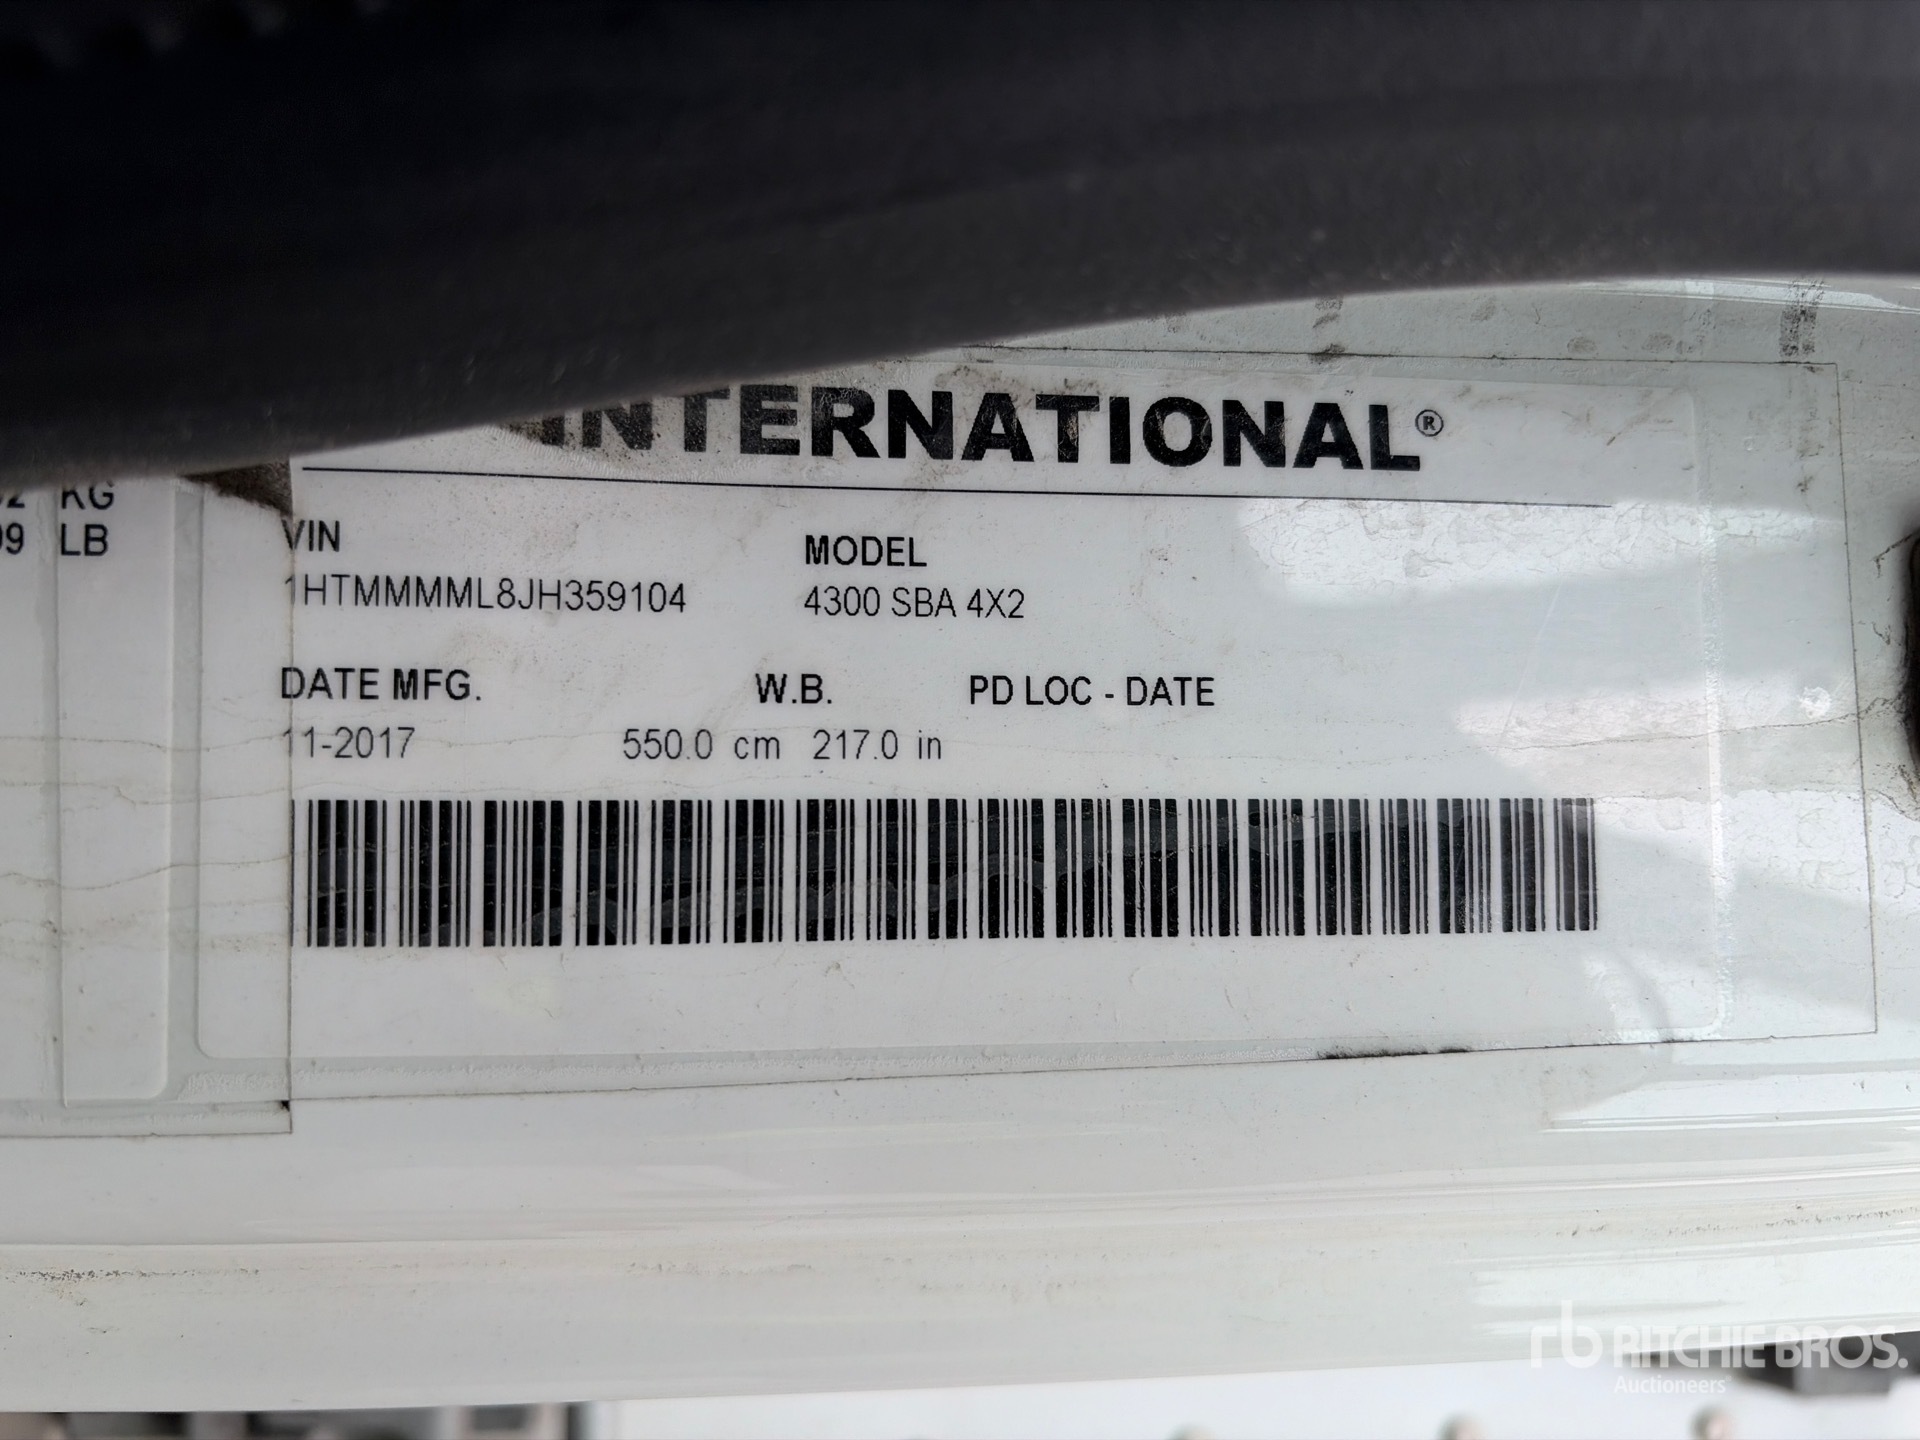 INTERNATIONAL®
KG
LB
VIN
MODEL
1HTMMMML8JH359104
4300 SBA 4X2
DATE MFG.
W.B.
PD LOC - DATE
11-2017
550.0 cm 217.0 in
rb RITCHIE BROS.
Auctioneers